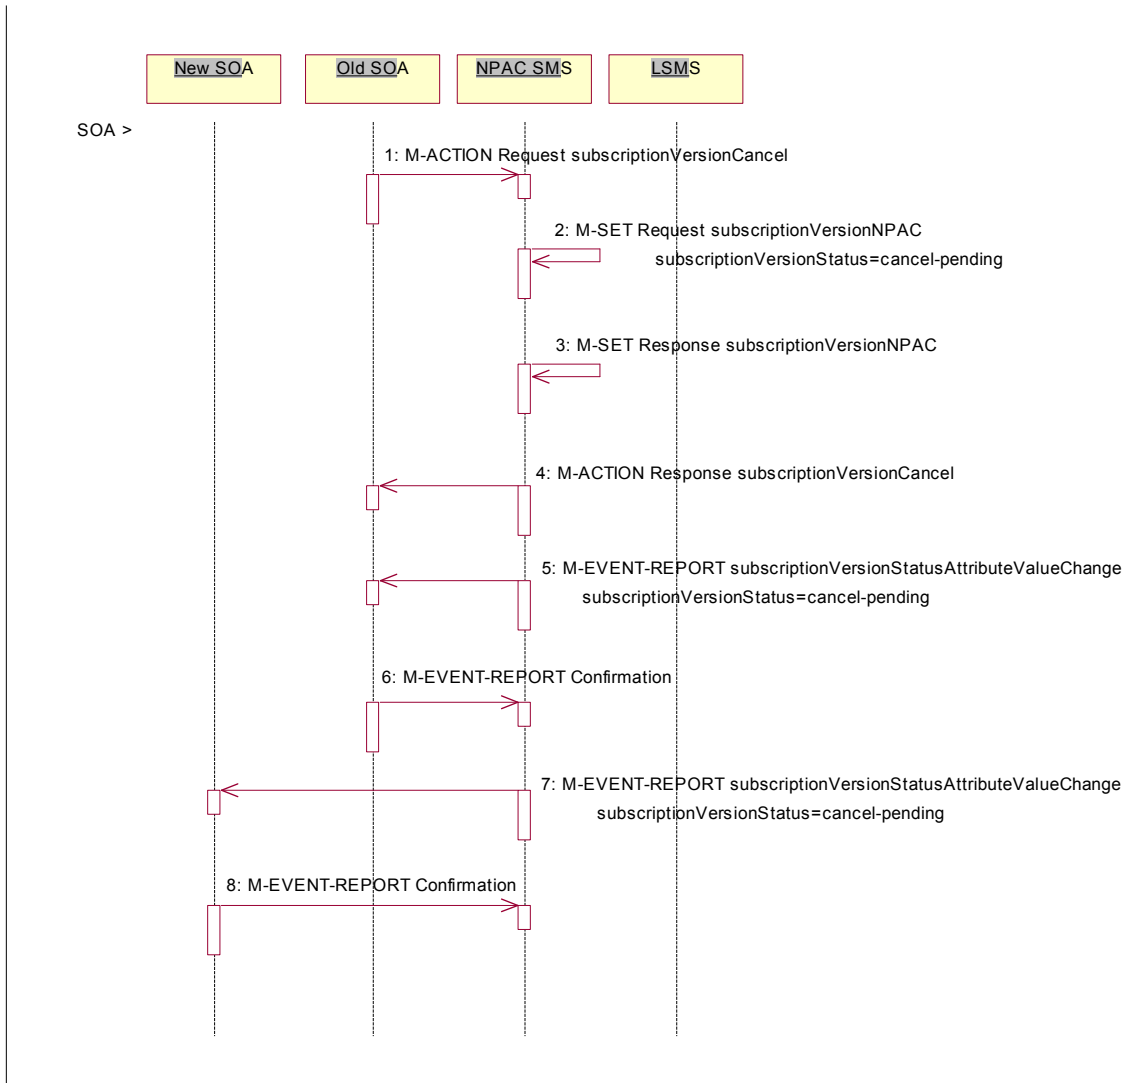 New SOA Old SOA NPAC SMS LSMS
SOA >
1: M-ACTION Request subscriptionVersionCancel
2: M-SET Request subscriptionVersionNPAC
subscriptionVersionStatus=cancel-pending
3: M-SET Response subscriptionVersionNPAC
4: M-ACTION Response subscriptionVersionCancel
5: M-EVENT-REPORT subscriptionVersionStatusAttributeValueChange
subscriptionVersionStatus=cancel-pending
6: M-EVENT-REPORT Confirmation
7: M-EVENT-REPORT subscriptionVersionStatusAttributeValueChange
subscriptionVersionStatus=cancel-pending
8: M-EVENT-REPORT Confirmation